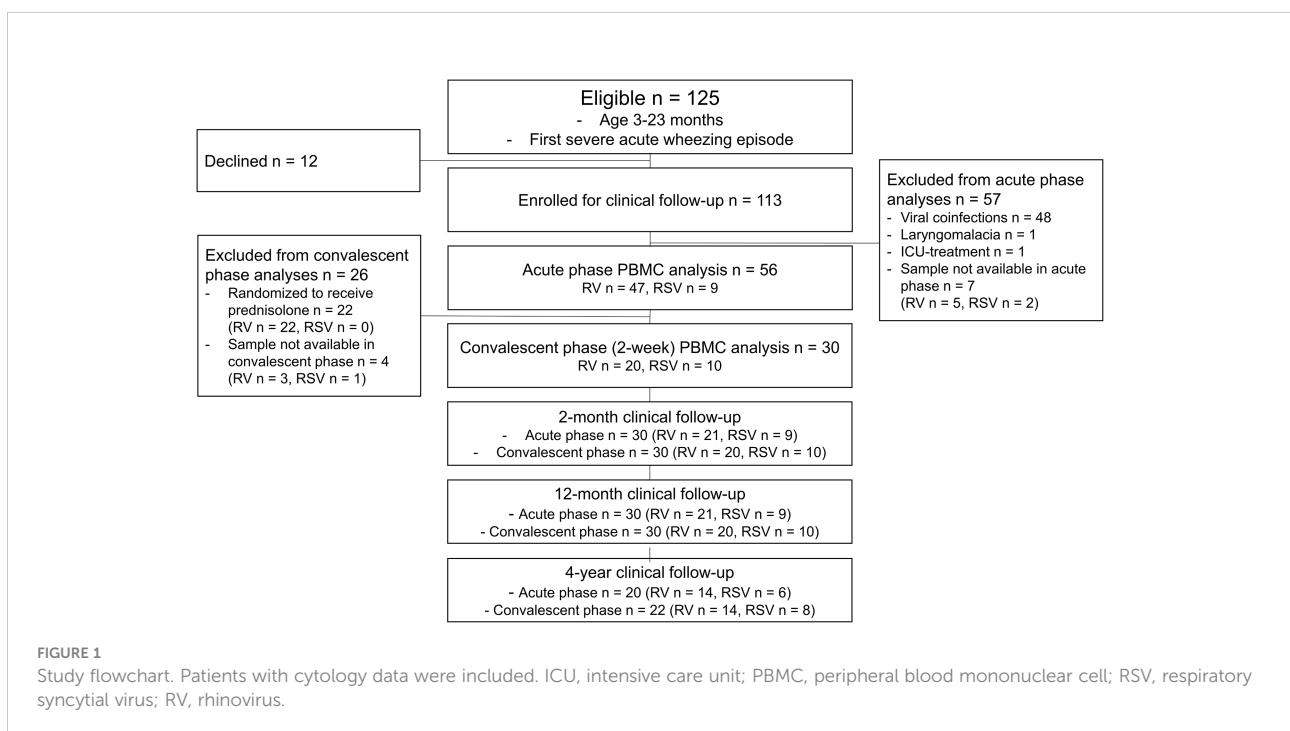 Eligible n = 125
- Age 3-23 months
- First severe acute wheezing episode
Declined n = 12
Enrolled for clinical follow-up n = 113
Excluded from acute phase
analyses n = 57
- Viral coinfections n = 48
- Laryngomalacia n = 1
- ICU-treatment n = 1
- Sample not available in acute
phase n = 7
(RV n = 5, RSV n = 2)
Acute phase PBMC analysis n = 56
RV n = 47, RSV n = 9
Excluded from convalescent
phase analyses n = 26
- Randomized to receive
prednisolone n = 22
(RV n = 22, RSV n = 0)
- Sample not available in
convalescent phase n = 4
(RV n = 3, RSV n = 1)
Convalescent phase (2-week) PBMC analysis n = 30
RV n = 20, RSV n = 10
2-month clinical follow-up
- Acute phase n = 30 (RV n = 21, RSV n = 9)
- Convalescent phase n = 30 (RV n = 20, RSV n = 10)
12-month clinical follow-up
- Acute phase n = 30 (RV n = 21, RSV n = 9)
- Convalescent phase n = 30 (RV n = 20, RSV n = 10)
4-year clinical follow-up
- Acute phase n = 20 (RV n = 14, RSV n = 6)
- Convalescent phase n = 22 (RV n = 14, RSV n = 8)
FIGURE 1
Study flowchart. Patients with cytology data were included. ICU, intensive care unit; PBMC, peripheral blood mononuclear cell; RSV, respiratory
syncytial virus; RV, rhinovirus.